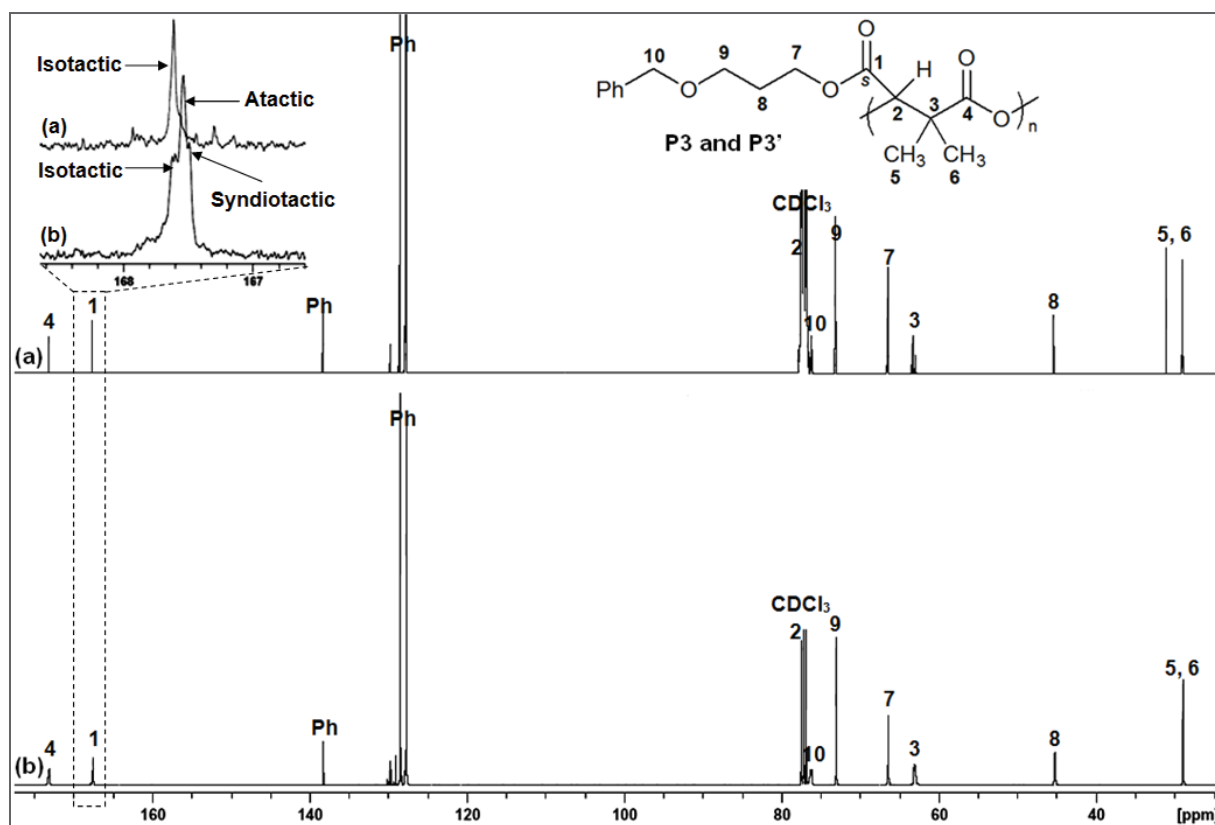 Isotactic
Atactic
(a)
Isotactic
Syndiotactic
(b)
168 167
Ph
10 9 7 O 1 H O
Ph O 8 O S 2 3 4 O n
P3 and P3'
CH3 CH3
5 6
CDCl3
2 9 5, 6
7
4 1 Ph 10 3 8
(a)
Ph
CDCl3
2 9
5, 6
7
4 1 Ph 10 3 8
(b)
160 140 120 100 80 60 40 [ppm]